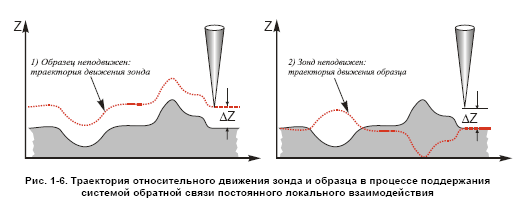 Z
1) Образец неподвижен:
траектория движения зонда
ΔZ
Z
2) Зонд неподвижен:
траектория движения образца
ΔZ
Рис. 1-6. Траектория относительного движения зонда и образца в процессе поддержания
системой обратной связи постоянного локального взаимодействия